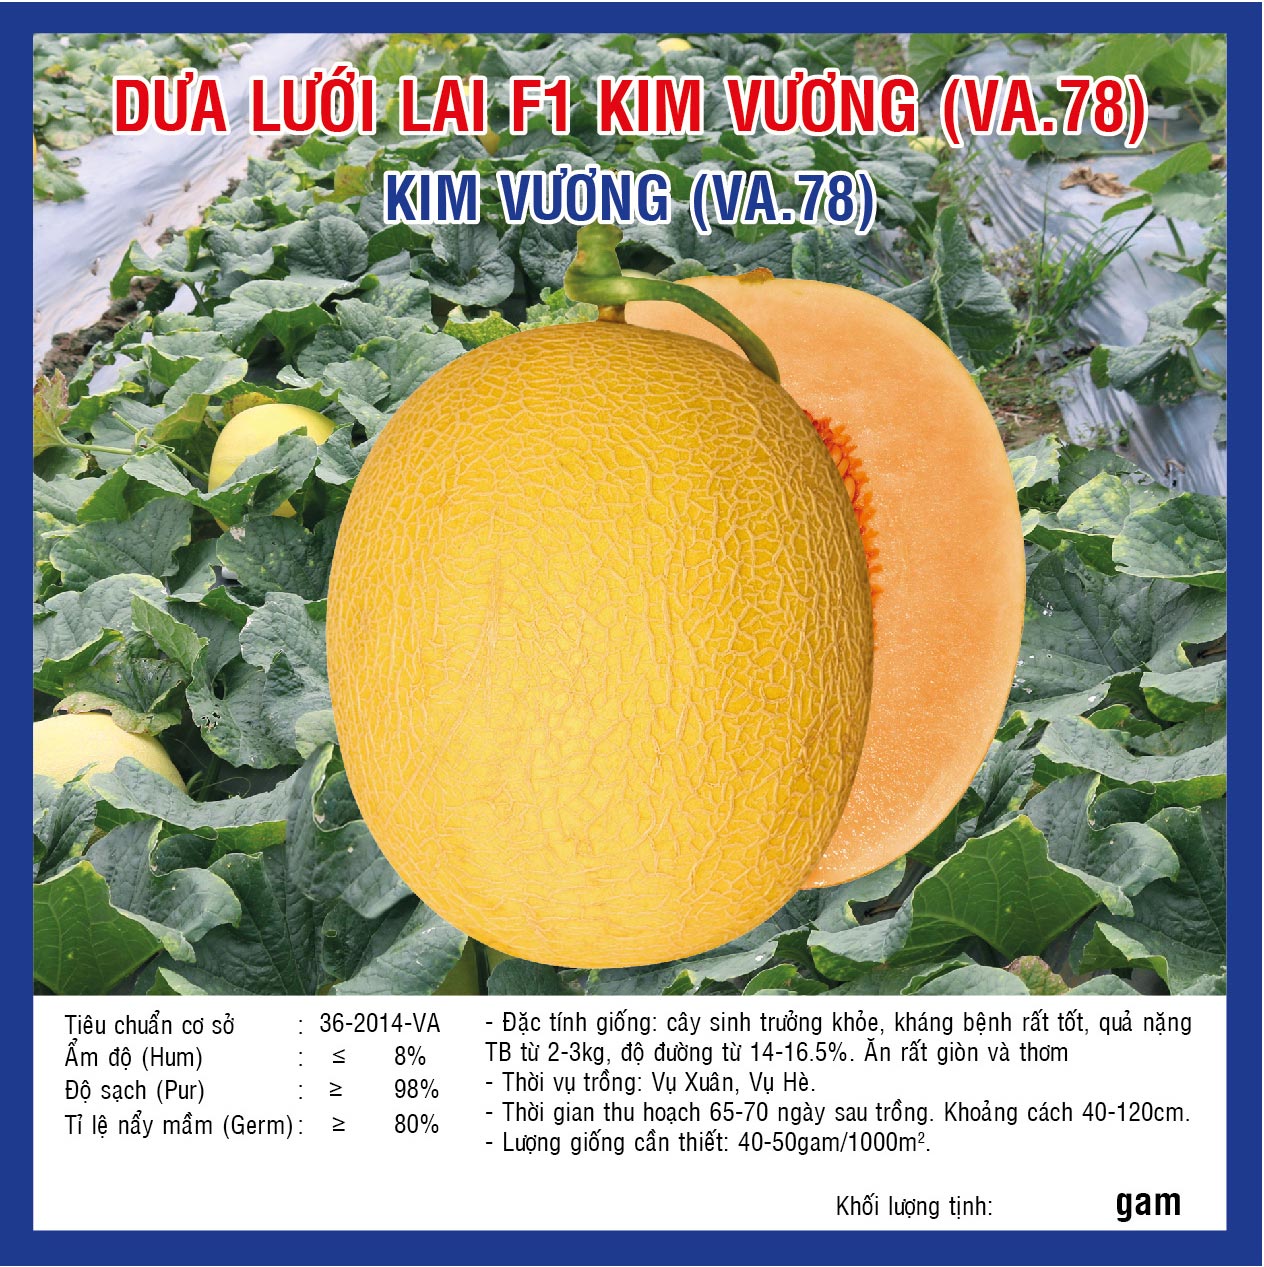 DƯA LƯỚI LAI F1 KIM VƯƠNG (VA.78)
KIM VƯƠNG (VA.78)
Tiêu chuẩn cơ sở : 36-2014-VA
Ẩm độ (Hum) : ≤ 8%
Độ sạch (Pur) : ≥ 98%
Tỉ lệ nẩy mầm (Germ) : ≥ 80%
- Đặc tính giống: cây sinh trưởng khỏe, kháng bệnh rất tốt, quả nặng
TB từ 2-3kg, độ đường từ 14-16.5%. Ăn rất giòn và thơm
- Thời vụ trồng: Vụ Xuân, Vụ Hè.
- Thời gian thu hoạch 65-70 ngày sau trồng. Khoảng cách 40-120cm.
- Lượng giống cần thiết: 40-50gam/1000m².
Khối lượng tịnh: gam